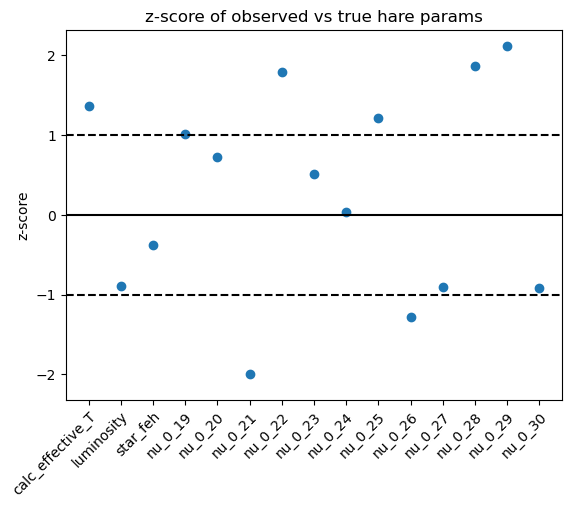 z-score of observed vs true hare params
z-score
2
1
0
−1
−2
calc_effective_T
luminosity
star_feh
nu_0_19
nu_0_20
nu_0_21
nu_0_22
nu_0_23
nu_0_24
nu_0_25
nu_0_26
nu_0_27
nu_0_28
nu_0_29
nu_0_30